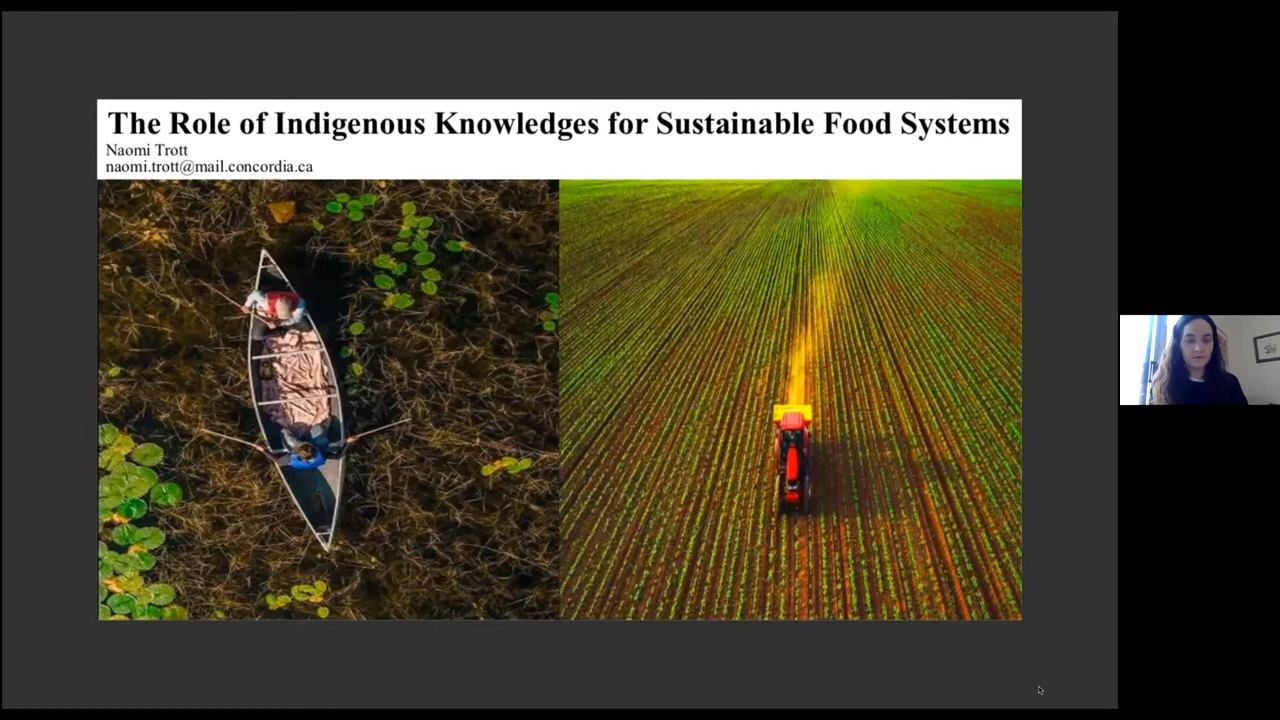 The Role of Indigenous Knowledges for Sustainable Food Systems
Naomi Trott
naomi.trott@mail.concordia.ca